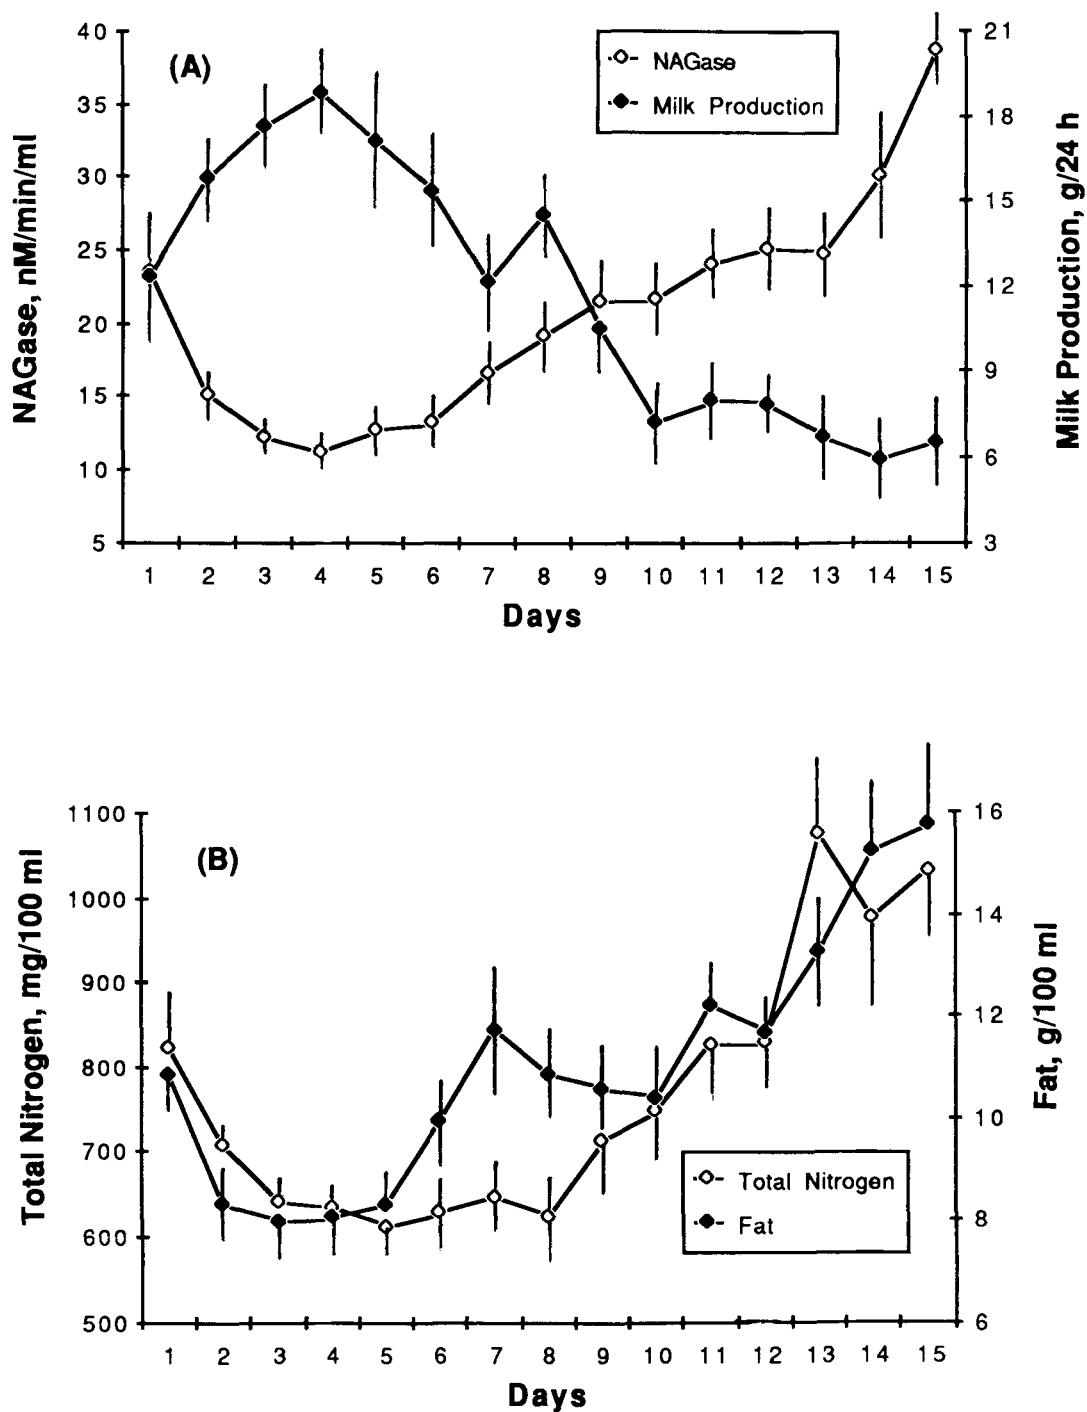 (A)
NAGase
Milk Production
NAGase, nM/min/ml
40
35
30
25
20
15
10
5
Milk Production, g/24 h
21
18
15
12
9
6
3
1 2 3 4 5 6 7 8 9 10 11 12 13 14 15
Days
(B)
Total Nitrogen, mg/100 ml
1100
1000
900
800
700
600
500
Fat, g/100 ml
16
14
12
10
8
6
Total Nitrogen
Fat
1 2 3 4 5 6 7 8 9 10 11 12 13 14 15
Days